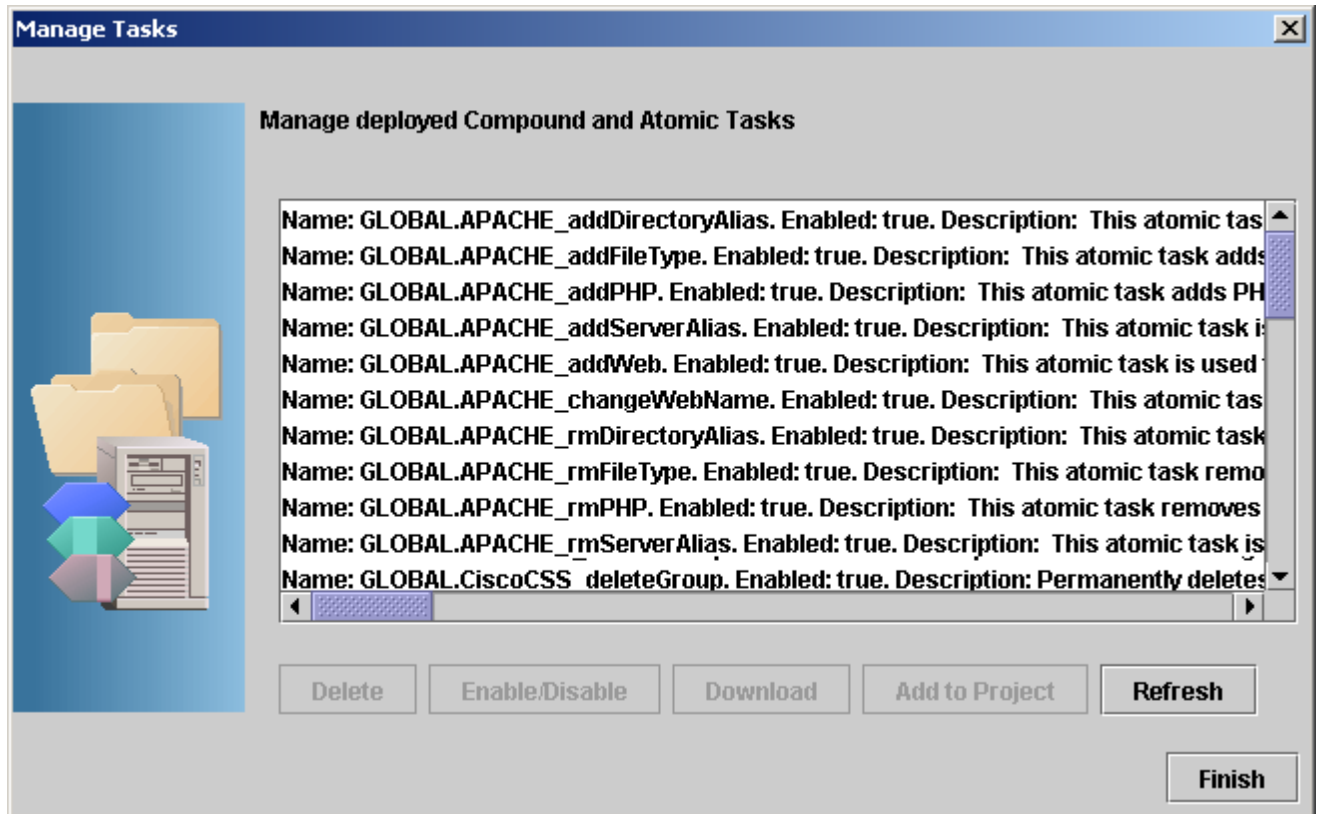 Manage Tasks
Manage deployed Compound and Atomic Tasks
Name: GLOBAL.APACHE_addDirectoryAlias. Enabled: true. Description:  This atomic tas
Name: GLOBAL.APACHE_addFileType. Enabled: true. Description:  This atomic task adds
Name: GLOBAL.APACHE_addPHP. Enabled: true. Description:  This atomic task adds PH
Name: GLOBAL.APACHE_addServerAlias. Enabled: true. Description:  This atomic task is
Name: GLOBAL.APACHE_addWeb. Enabled: true. Description:  This atomic task is used
Name: GLOBAL.APACHE_changeWebName. Enabled: true. Description:  This atomic tas
Name: GLOBAL.APACHE_rmDirectoryAlias. Enabled: true. Description:  This atomic task
Name: GLOBAL.APACHE_rmFileType. Enabled: true. Description:  This atomic task remo
Name: GLOBAL.APACHE_rmPHP. Enabled: true. Description:  This atomic task removes
Name: GLOBAL.APACHE_rmServerAlias. Enabled: true. Description:  This atomic task is
Name: GLOBAL.CiscoCSS_deleteGroup. Enabled: true. Description: Permanently deletes
Delete Enable/Disable Download Add to Project Refresh
Finish